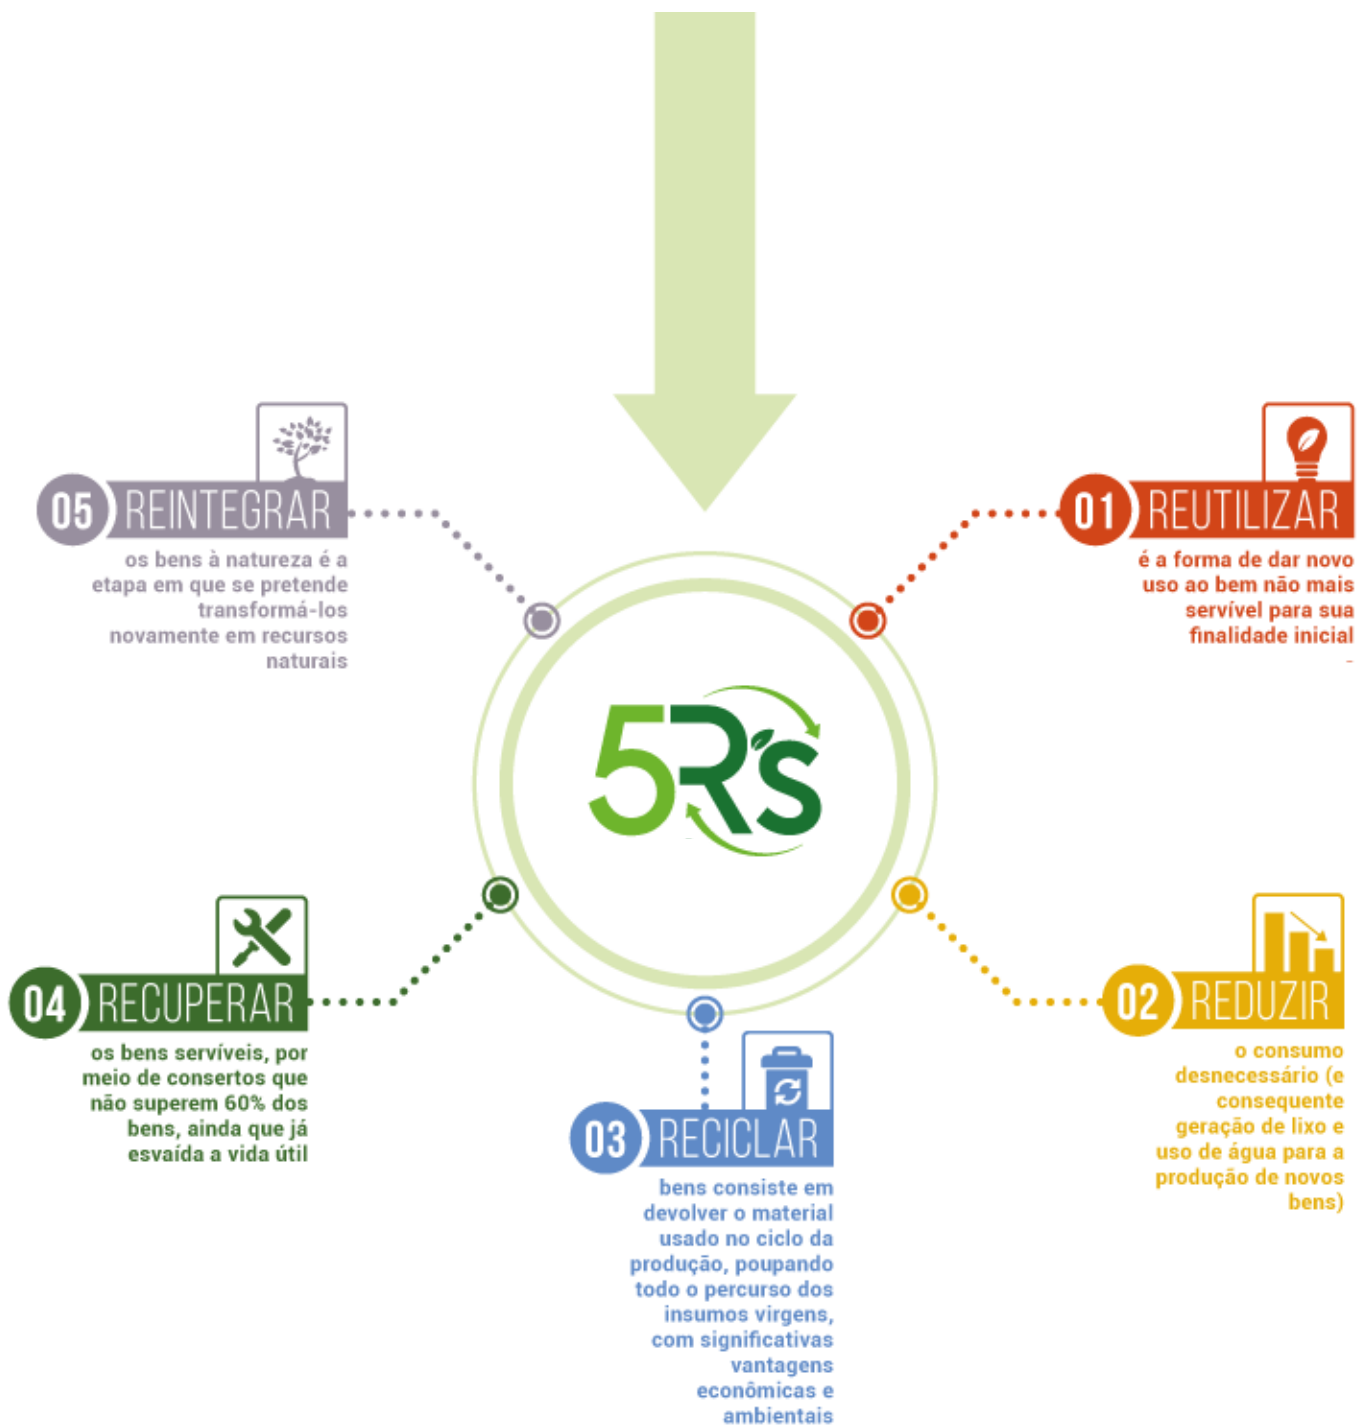 5R's
01 REUTILIZAR
é a forma de dar novo
uso ao bem não mais
servível para sua
finalidade inicial
02 REDUZIR
o consumo
desnecessário (e
consequente
geração de lixo e
uso de água para a
produção de novos
bens)
03 RECICLAR
bens consiste em
devolver o material
usado no ciclo da
produção, poupando
todo o percurso dos
insumos virgens,
com significativas
vantagens
econômicas e
ambientais
04 RECUPERAR
os bens servíveis, por
meio de consertos que
não superem 60% dos
bens, ainda que já
esvaída a vida útil
05 REINTEGRAR
os bens à natureza é a
etapa em que se pretende
transformá-los
novamente em recursos
naturais